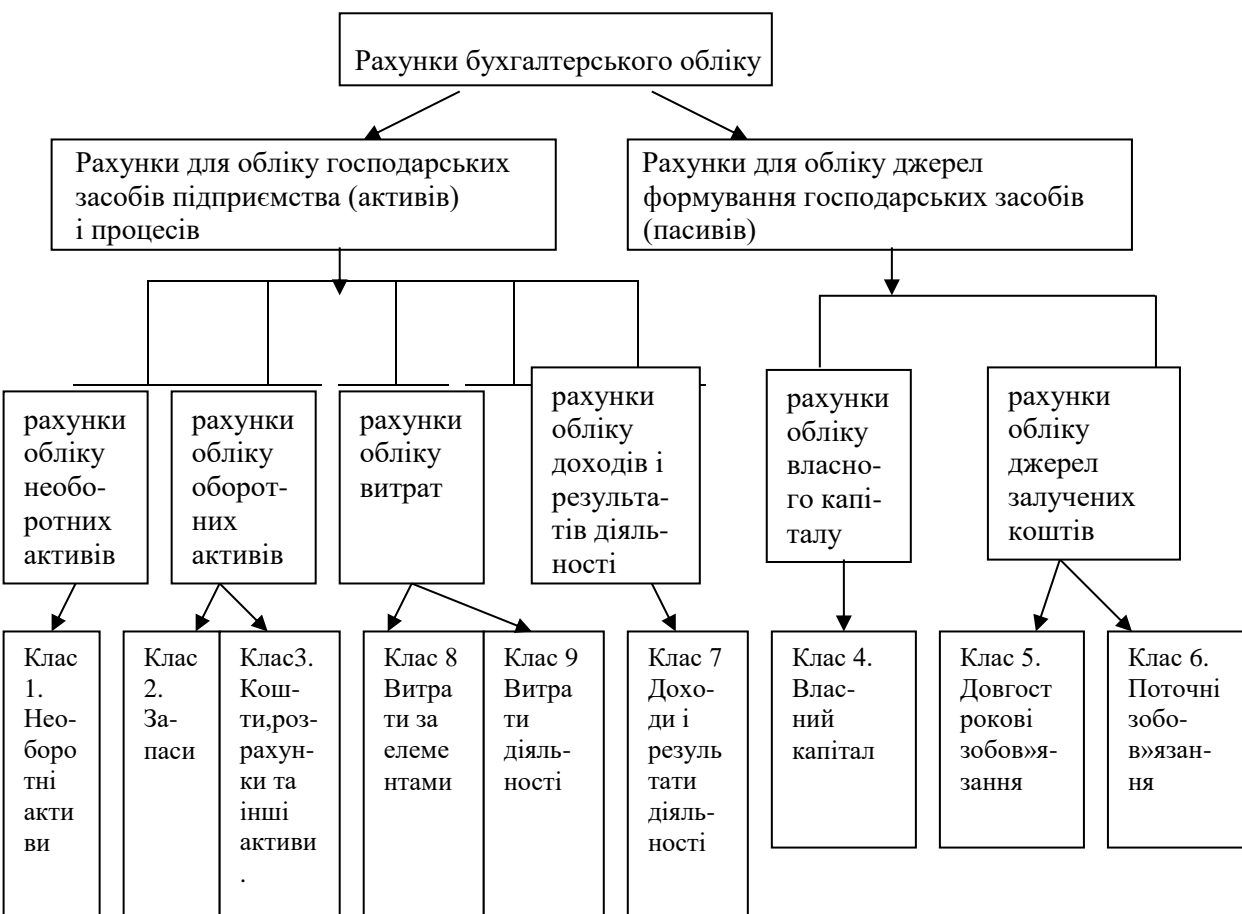 Рахунки бухгалтерського обліку
Рахунки для обліку господарських
засобів підприємства (активів)
і процесів
Рахунки для обліку джерел
формування господарських засобів
(пасивів)
рахунки
обліку
необо-
ротних
активів
рахунки
обліку
оборот-
них
активів
рахунки
обліку
витрат
рахунки
обліку
доходів і
результа-
тів діяль-
ності
рахунки
обліку
власно-
го капі-
талу
рахунки
обліку
джерел
залучених
коштів
Клас
1.
Нео-
боро
тні
акти
ви
Клас
2.
За-
паси
Клас3.
Кош-
ти,роз-
рахун-
ки та
інші
активи
.
Клас 8
Витра
ти за
елеме
нтами
Клас 9
Витра
ти
діяль-
ності
Клас 7
Дохо-
ди і
резуль
тати
діяль-
ності
Клас 4.
Влас-
ний
капітал
Клас 5.
Довгост
рокові
зобов»я-
зання
Клас 6.
Поточні
зобо-
в»язан-
ня